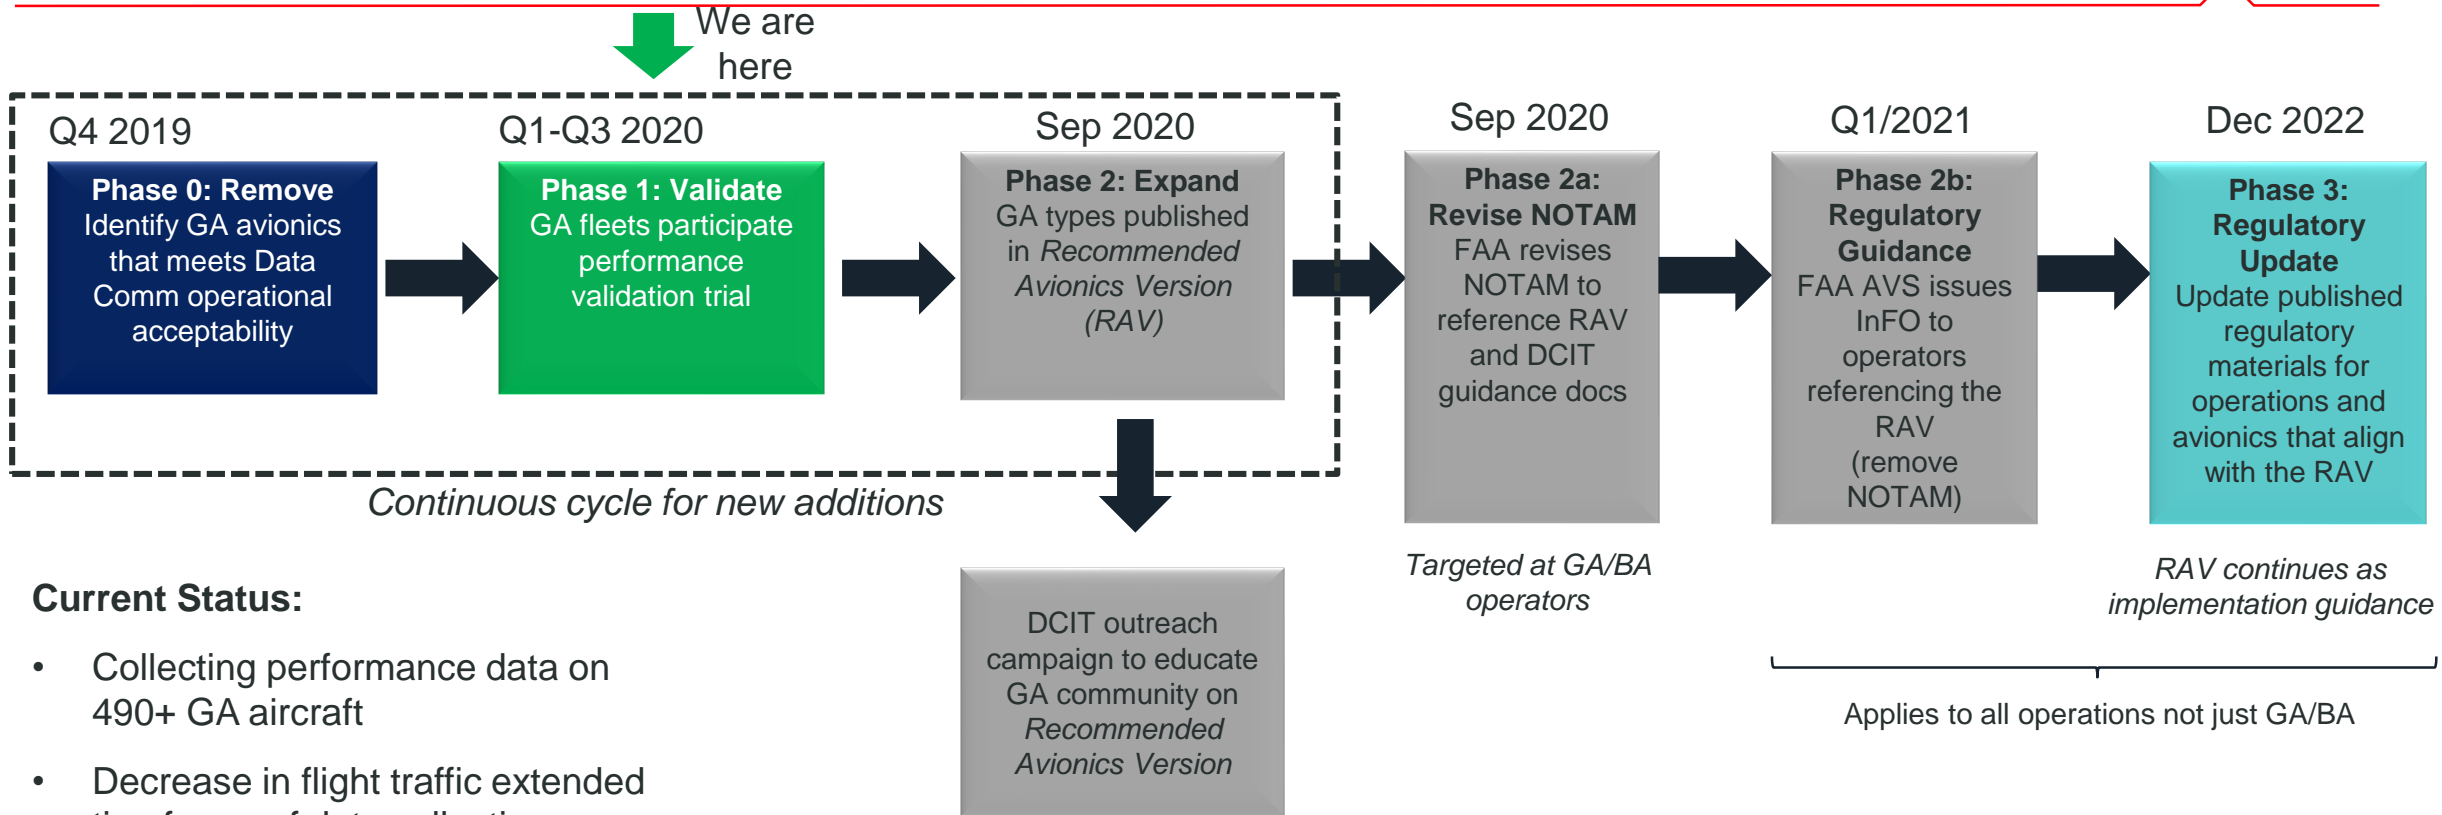 We are
here
Q4 2019
Phase 0: Remove
Identify GA avionics
that meets Data
Comm operational
acceptability
Q1-Q3 2020
Phase 1: Validate
GA fleets participate
performance
validation trial
Sep 2020
Phase 2: Expand
GA types published
in Recommended
Avionics Version
(RAV)
Sep 2020
Phase 2a:
Revise NOTAM
FAA revises
NOTAM to
reference RAV
and DCIT
guidance docs
Targeted at GA/BA
operators
Q1/2021
Phase 2b:
Regulatory
Guidance
FAA AVS issues
InFO to
operators
referencing the
RAV
(remove
NOTAM)
Dec 2022
Phase 3:
Regulatory
Update
Update published
regulatory
materials for
operations and
avionics that align
with the RAV
RAV continues as
implementation guidance
Applies to all operations not just GA/BA
Continuous cycle for new additions
DCIT outreach
campaign to educate
GA community on
Recommended
Avionics Version
Current Status:
• Collecting performance data on
490+ GA aircraft
• Decrease in flight traffic extended